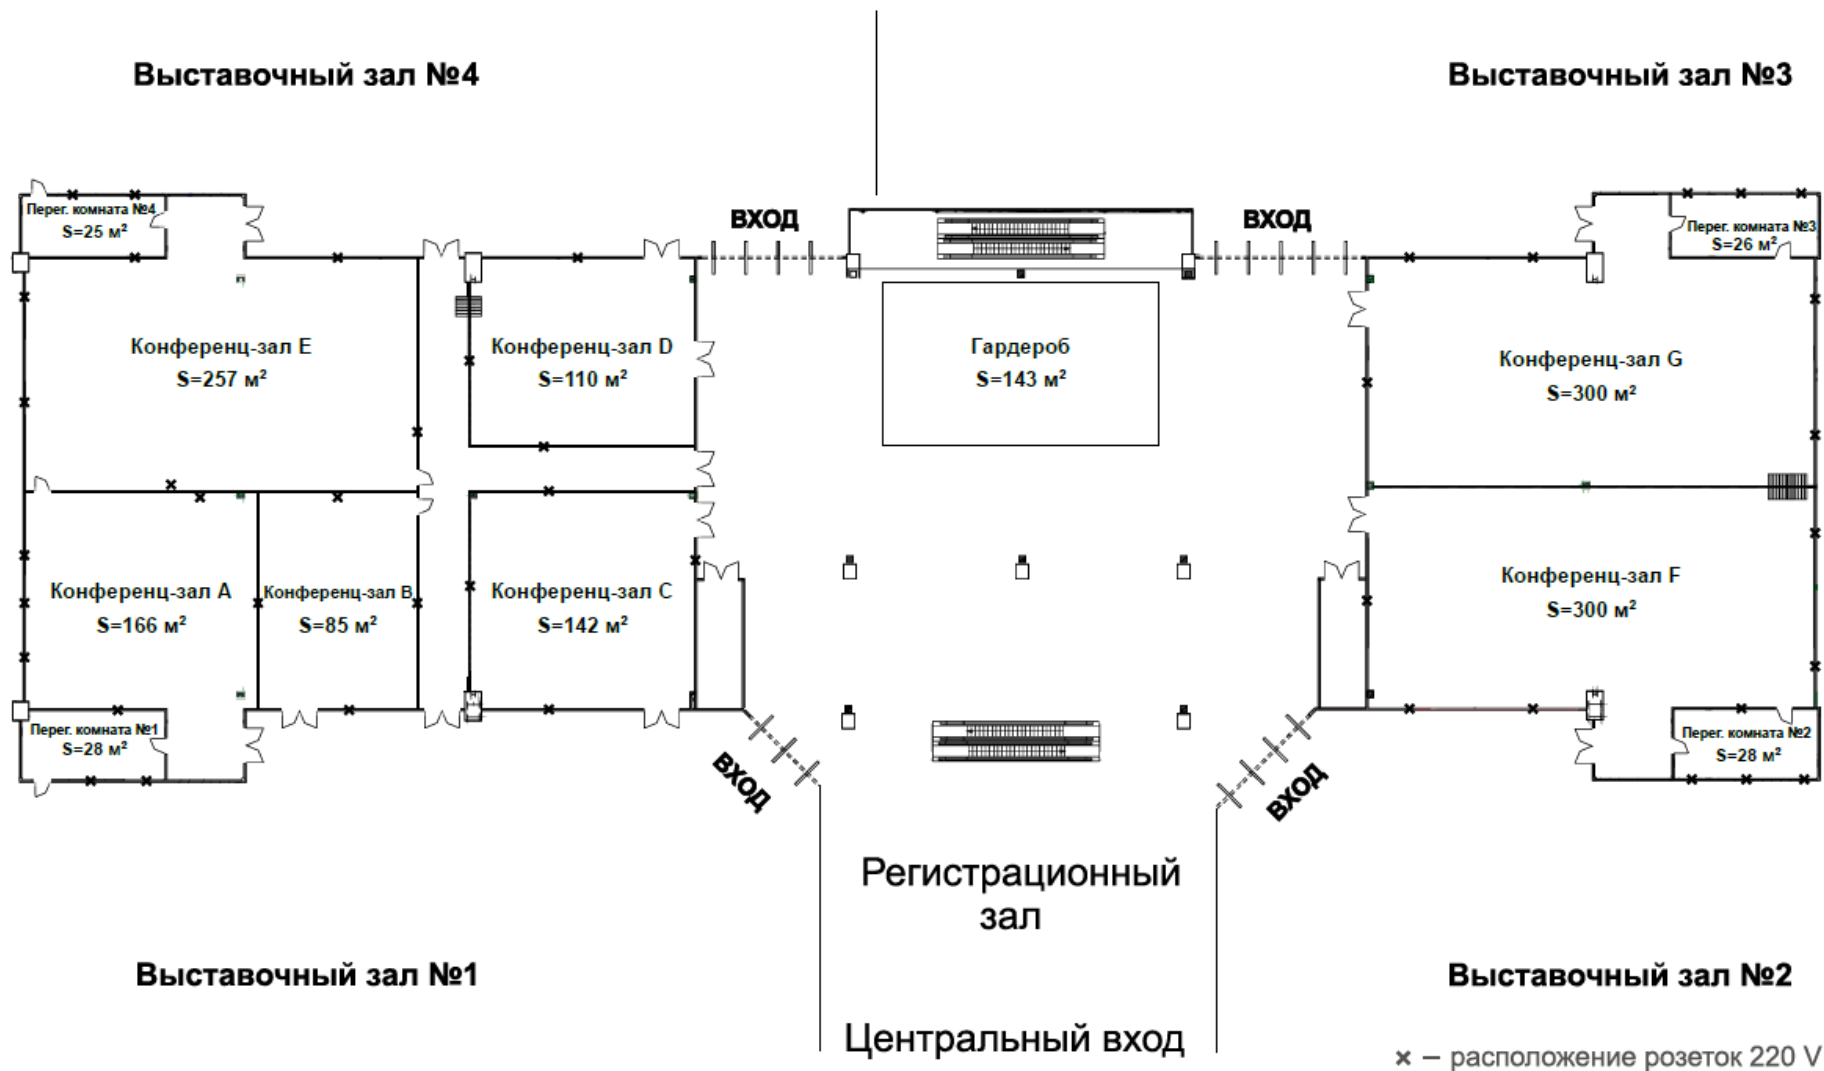 Выставочный зал №4
Выставочный зал №3
Перег. комната №4
S=25 м²
ВХОД
ВХОД
Перег. комната №3
S=26 м²
Конференц-зал E
S=257 м²
Конференц-зал D
S=110 м²
Гардероб
S=143 м²
Конференц-зал G
S=300 м²
Конференц-зал A
S=166 м²
Конференц-зал B
S=85 м²
Конференц-зал C
S=142 м²
Конференц-зал F
S=300 м²
Перег. комната №1
S=28 м²
ВХОД
ВХОД
Перег. комната №2
S=28 м²
Регистрационный
зал
Выставочный зал №1
Выставочный зал №2
Центральный вход
× – расположение розеток 220 V